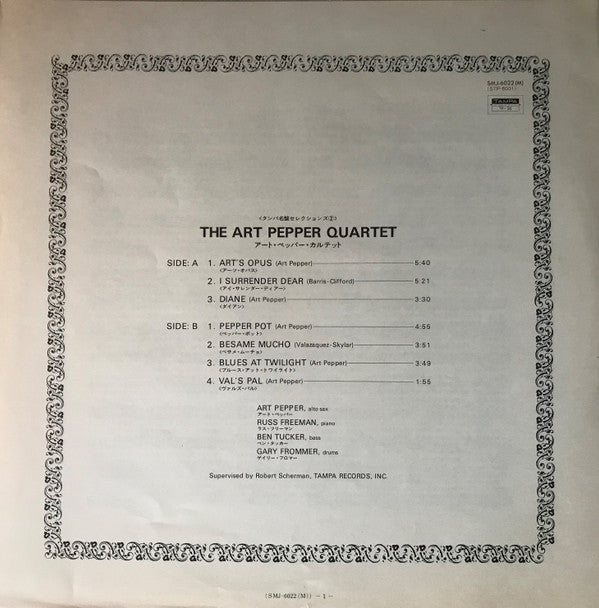 SMJ-6022(M)
(STP 6001)
TAMPA
<タンパ名盤セレクションズ②>
THE ART PEPPER QUARTET
アート・ペッパー・カルテット
SIDE: A 1. ART'S OPUS (Art Pepper) 5:40
<アーツ・オパス>
2. I SURRENDER DEAR (Barris-Clifford) 5:21
<アイ・サレンダー・ディアー>
3. DIANE (Art Pepper) 3:30
<ダイアン>
SIDE: B 1. PEPPER POT (Art Pepper) 4:55
<ペッパー・ポット>
2. BESAME MUCHO (Valazsquez-Skylar) 3:51
<ベサメ・ムーチョ>
3. BLUES AT TWILIGHT (Art Pepper) 3:49
<ブルース・アット・トワイライト>
4. VAL'S PAL (Art Pepper) 1:55
<ヴァルズ・パル>
ART PEPPER, alto sax
アート・ペッパー
RUSS FREEMAN, piano
ラス・フリーマン
BEN TUCKER, bass
ベン・タッカー
GARY FROMMER, drums
ゲイリー・フロマー
Supervised by Robert Scherman, TAMPA RECORDS, INC.
(SMJ-6022(M)) -1-